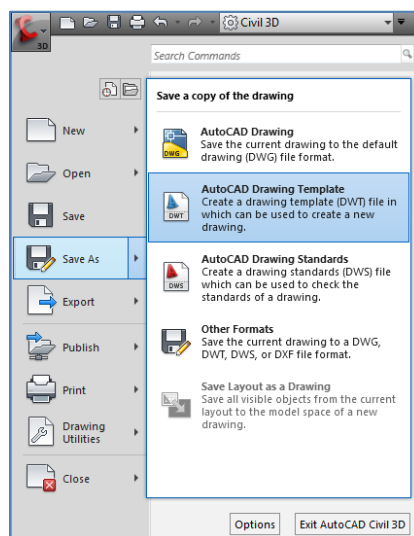 3D
Civil 3D
Search Commands
Save a copy of the drawing
New
Open
Save
Save As
Export
Publish
Print
Drawing
Utilities
Close
AutoCAD Drawing
Save the current drawing to the default
drawing (DWG) file format.
DWG
AutoCAD Drawing Template
Create a drawing template (DWT) file in
which can be used to create a new
drawing.
DWT
AutoCAD Drawing Standards
Create a drawing standards (DWS) file
which can be used to check the
standards of a drawing.
DWS
Other Formats
Save the current drawing to a DWG,
DWT, DWS, or DXF file format.
Save Layout as a Drawing
Save all visible objects from the current
layout to the model space of a new
drawing.
Options
Exit AutoCAD Civil 3D